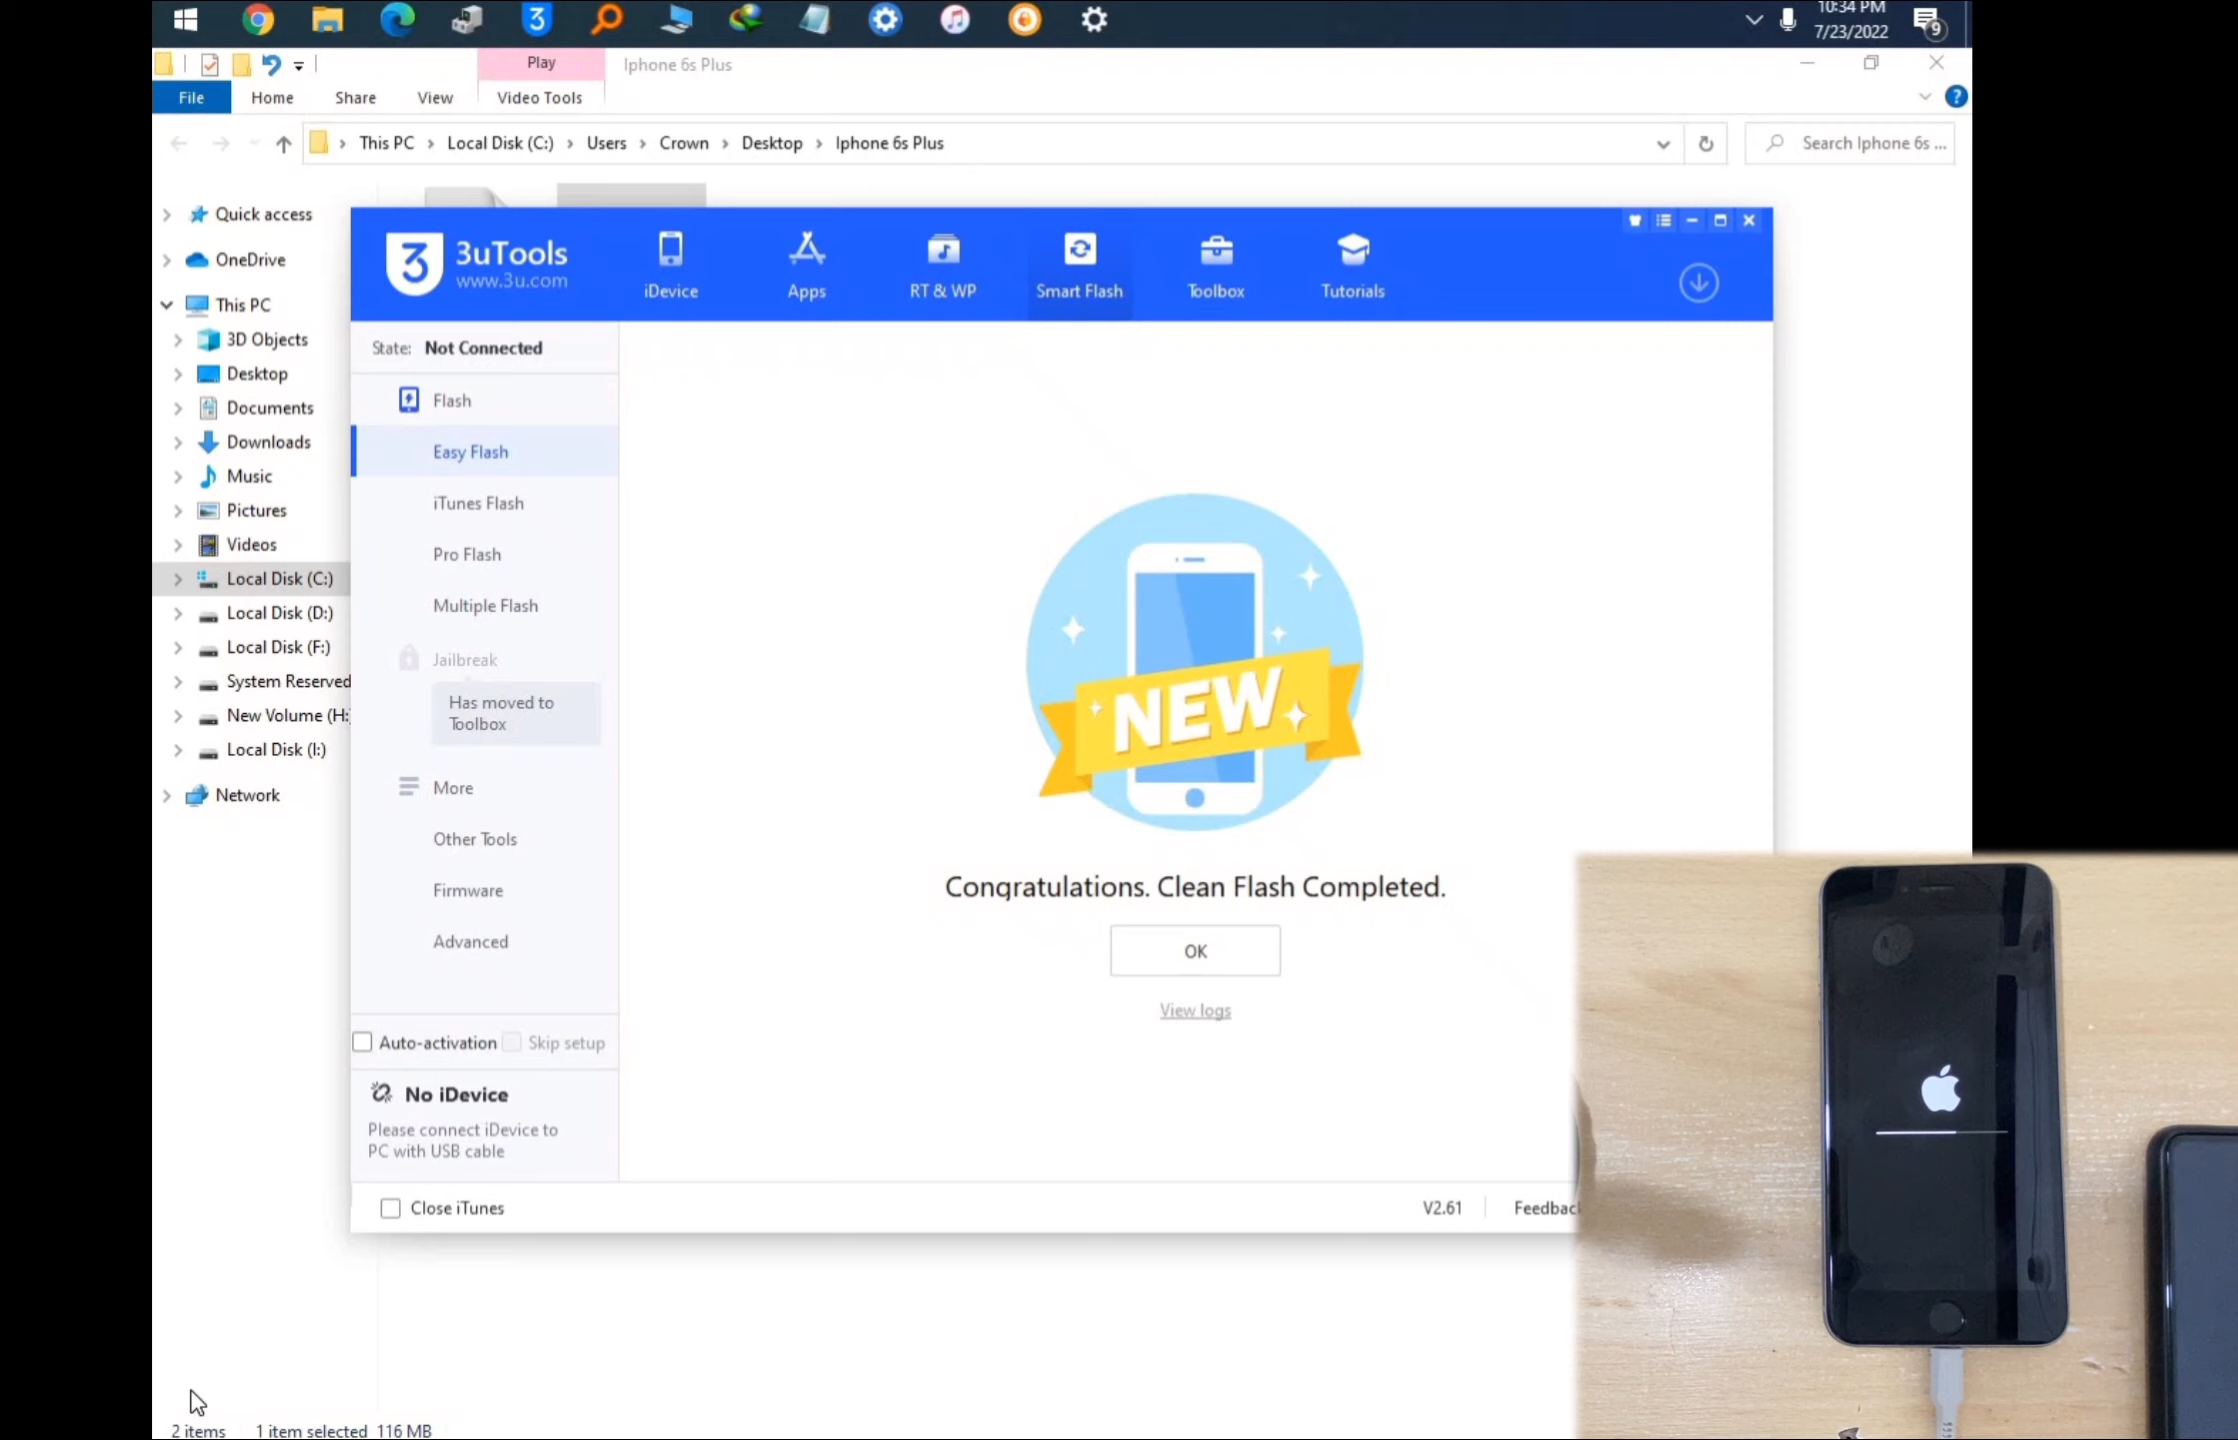 10:34 PM
7/23/2022
9
Play
Iphone 6s Plus
File
Home
Share
View
Video Tools
This PC
Local Disk (C:)
Users
Crown
Desktop
Iphone 6s Plus
Search Iphone 6s ...
Quick access
OneDrive
This PC
3D Objects
Desktop
Documents
Downloads
Music
Pictures
Videos
Local Disk (C:)
Local Disk (D:)
Local Disk (F:)
System Reserved
New Volume (H:
Local Disk (I:)
Network
3uTools
www.3u.com
iDevice
Apps
RT & WP
Smart Flash
Toolbox
Tutorials
State: Not Connected
Flash
Easy Flash
iTunes Flash
Pro Flash
Multiple Flash
Jailbreak
Has moved to
Toolbox
More
Other Tools
Firmware
Advanced
Auto-activation
Skip setup
No iDevice
Please connect iDevice to
PC with USB cable
NEW
Congratulations. Clean Flash Completed.
OK
View logs
Close iTunes
V2.61
Feedback
2 items
1 item selected 116 MB